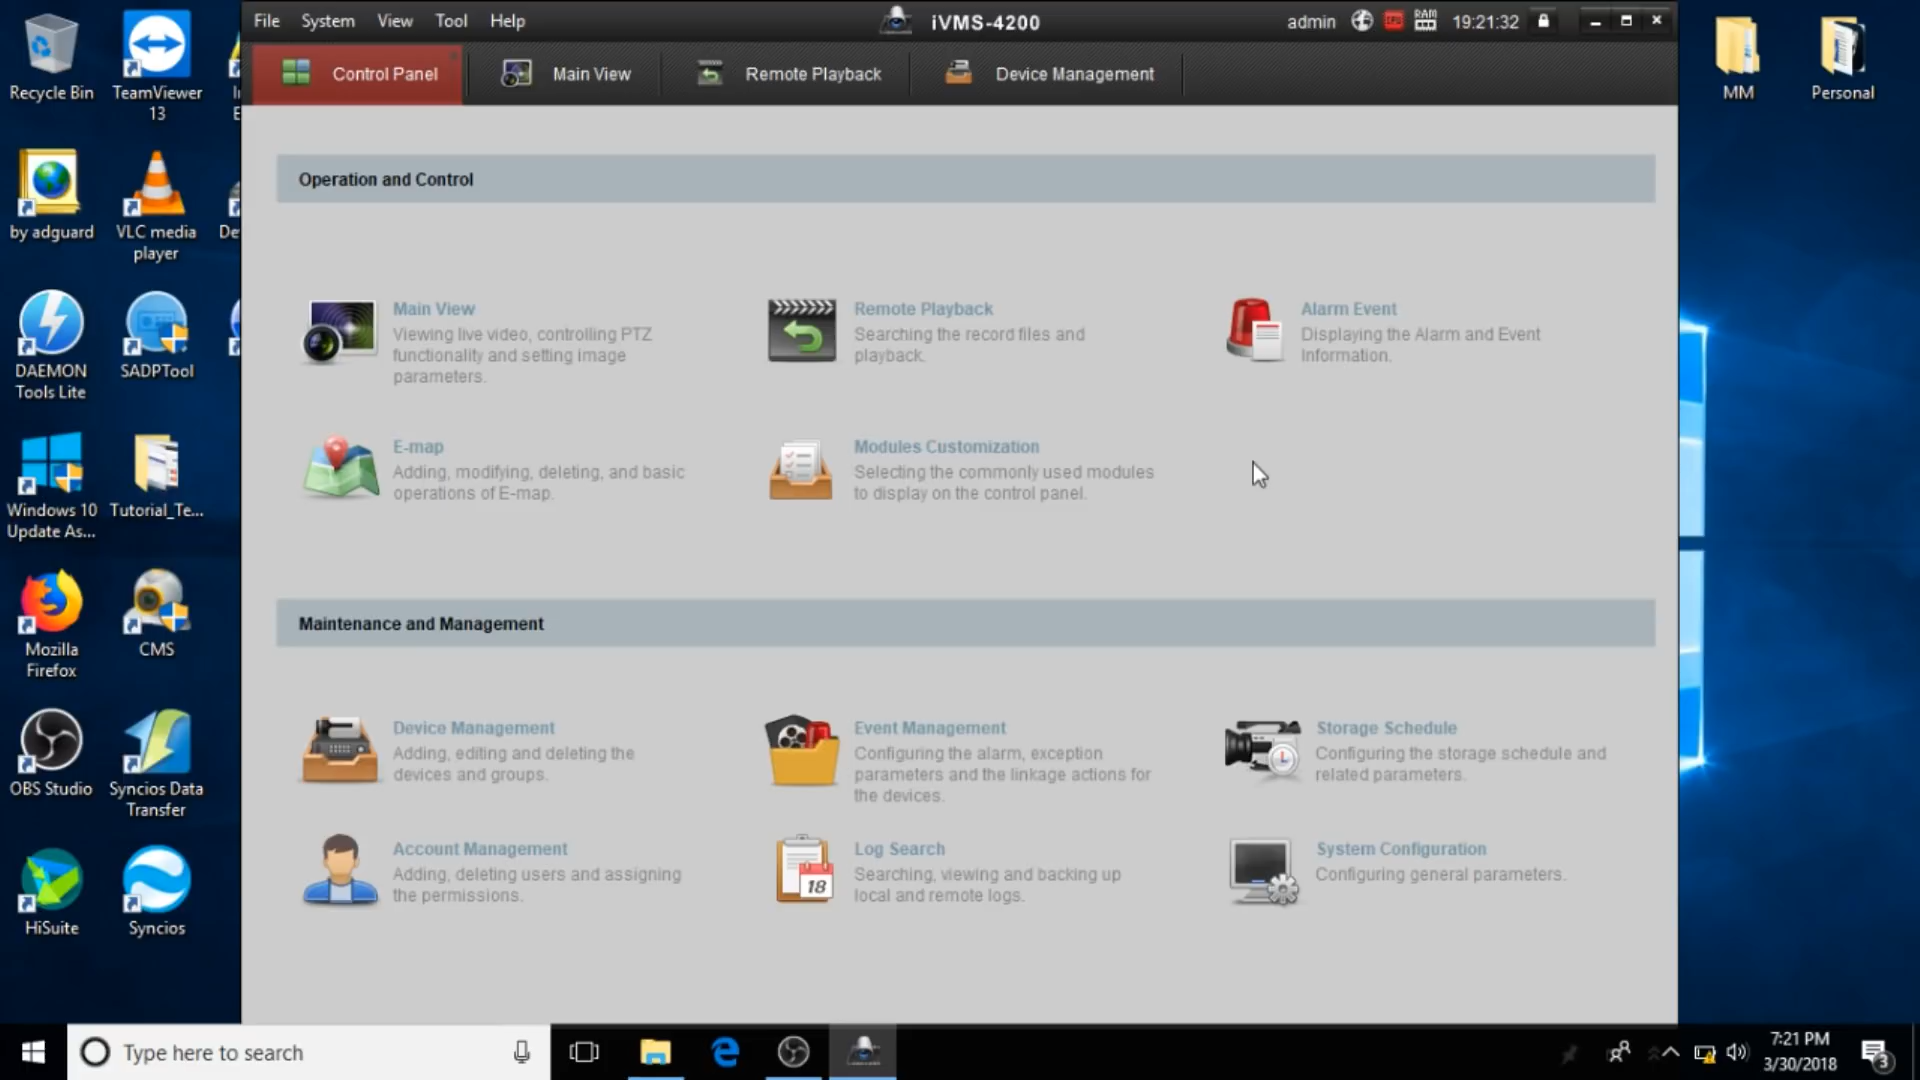 File System View Tool Help
iVMS-4200
admin
RAM
19:21:32
Control Panel
Main View
Remote Playback
Device Management
Recycle Bin
TeamViewer
13
by adguard
VLC media
player
DAEMON
Tools Lite
SADPTool
Windows 10
Update As...
Tutorial_Te...
Mozilla
Firefox
CMS
OBS Studio
Syncios Data
Transfer
HiSuite
Syncios
MM
Personal
Operation and Control
Main View
Viewing live video, controlling PTZ
functionality and setting image
parameters.
Remote Playback
Searching the record files and
playback.
Alarm Event
Displaying the Alarm and Event
Information.
E-map
Adding, modifying, deleting, and basic
operations of E-map.
Modules Customization
Selecting the commonly used modules
to display on the control panel.
Maintenance and Management
Device Management
Adding, editing and deleting the
devices and groups.
Event Management
Configuring the alarm, exception
parameters and the linkage actions for
the devices.
Storage Schedule
Configuring the storage schedule and
related parameters.
Account Management
Adding, deleting users and assigning
the permissions.
Log Search
Searching, viewing and backing up
local and remote logs.
18
System Configuration
Configuring general parameters.
Type here to search
7:21 PM
3/30/2018
3